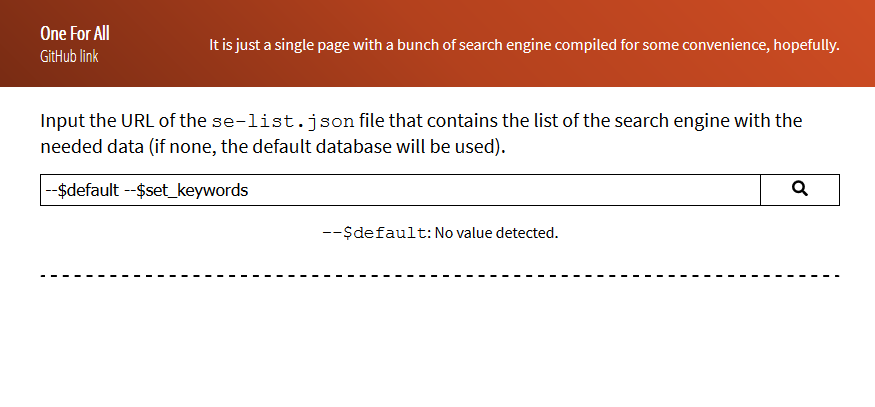 One For All
GitHub link
It is just a single page with a bunch of search engine compiled for some convenience, hopefully.
Input the URL of the se-list.json file that contains the list of the search engine with the
needed data (if none, the default database will be used).
--$default --$set_keywords
--$default: No value detected.